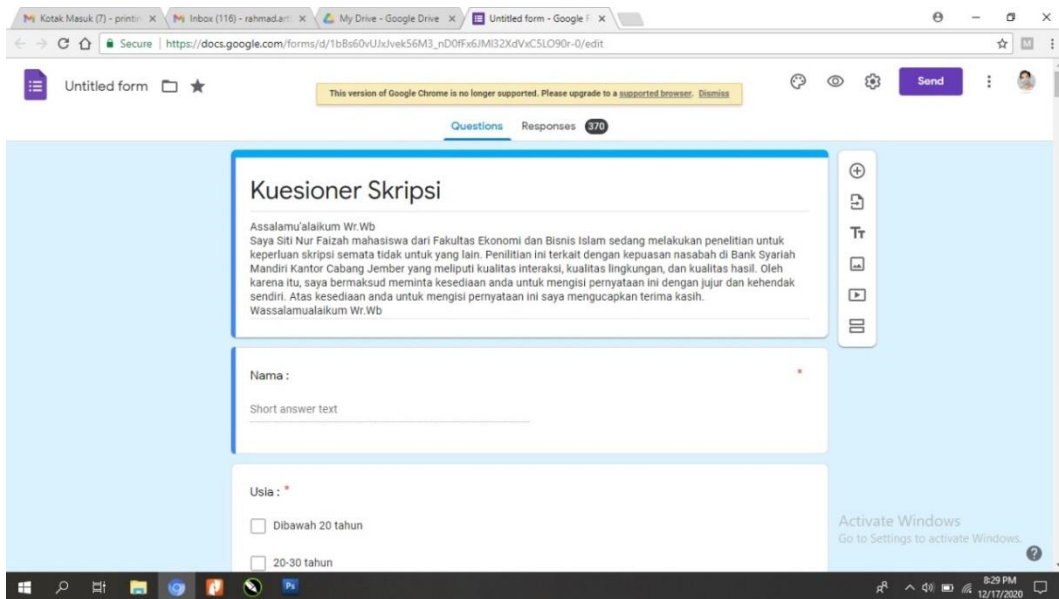 Kotak Masuk (7) - printin
Inbox (116) - rahmad.art
My Drive - Google Drive
Untitled form - Google F
Secure
https://docs.google.com/forms/d/1bBs60vUJxJvek56M3_nD0fFx6JMI32XdVxC5LO90r-0/edit
Untitled form
This version of Google Chrome is no longer supported. Please upgrade to a supported browser. Dismiss
Send
Questions
Responses 370
Kuesioner Skripsi
Assalamu'alaikum Wr.Wb
Saya Siti Nur Faizah mahasiswa dari Fakultas Ekonomi dan Bisnis Islam sedang melakukan penelitian untuk
keperluan skripsi semata tidak untuk yang lain. Penilitian ini terkait dengan kepuasan nasabah di Bank Syariah
Mandiri Kantor Cabang Jember yang meliputi kualitas interaksi, kualitas lingkungan, dan kualitas hasil. Oleh
karena itu, saya bermaksud meminta kesediaan anda untuk mengisi pernyataan ini dengan jujur dan kehendak
sendiri. Atas kesediaan anda untuk mengisi pernyataan ini saya mengucapkan terima kasih.
Wassalamualaikum Wr.Wb
Tт
Nama : *
Short answer text
Usia : *
Dibawah 20 tahun
20-30 tahun
Activate Windows
Go to Settings to activate Windows.
Ps
8:29 PM
12/17/2020